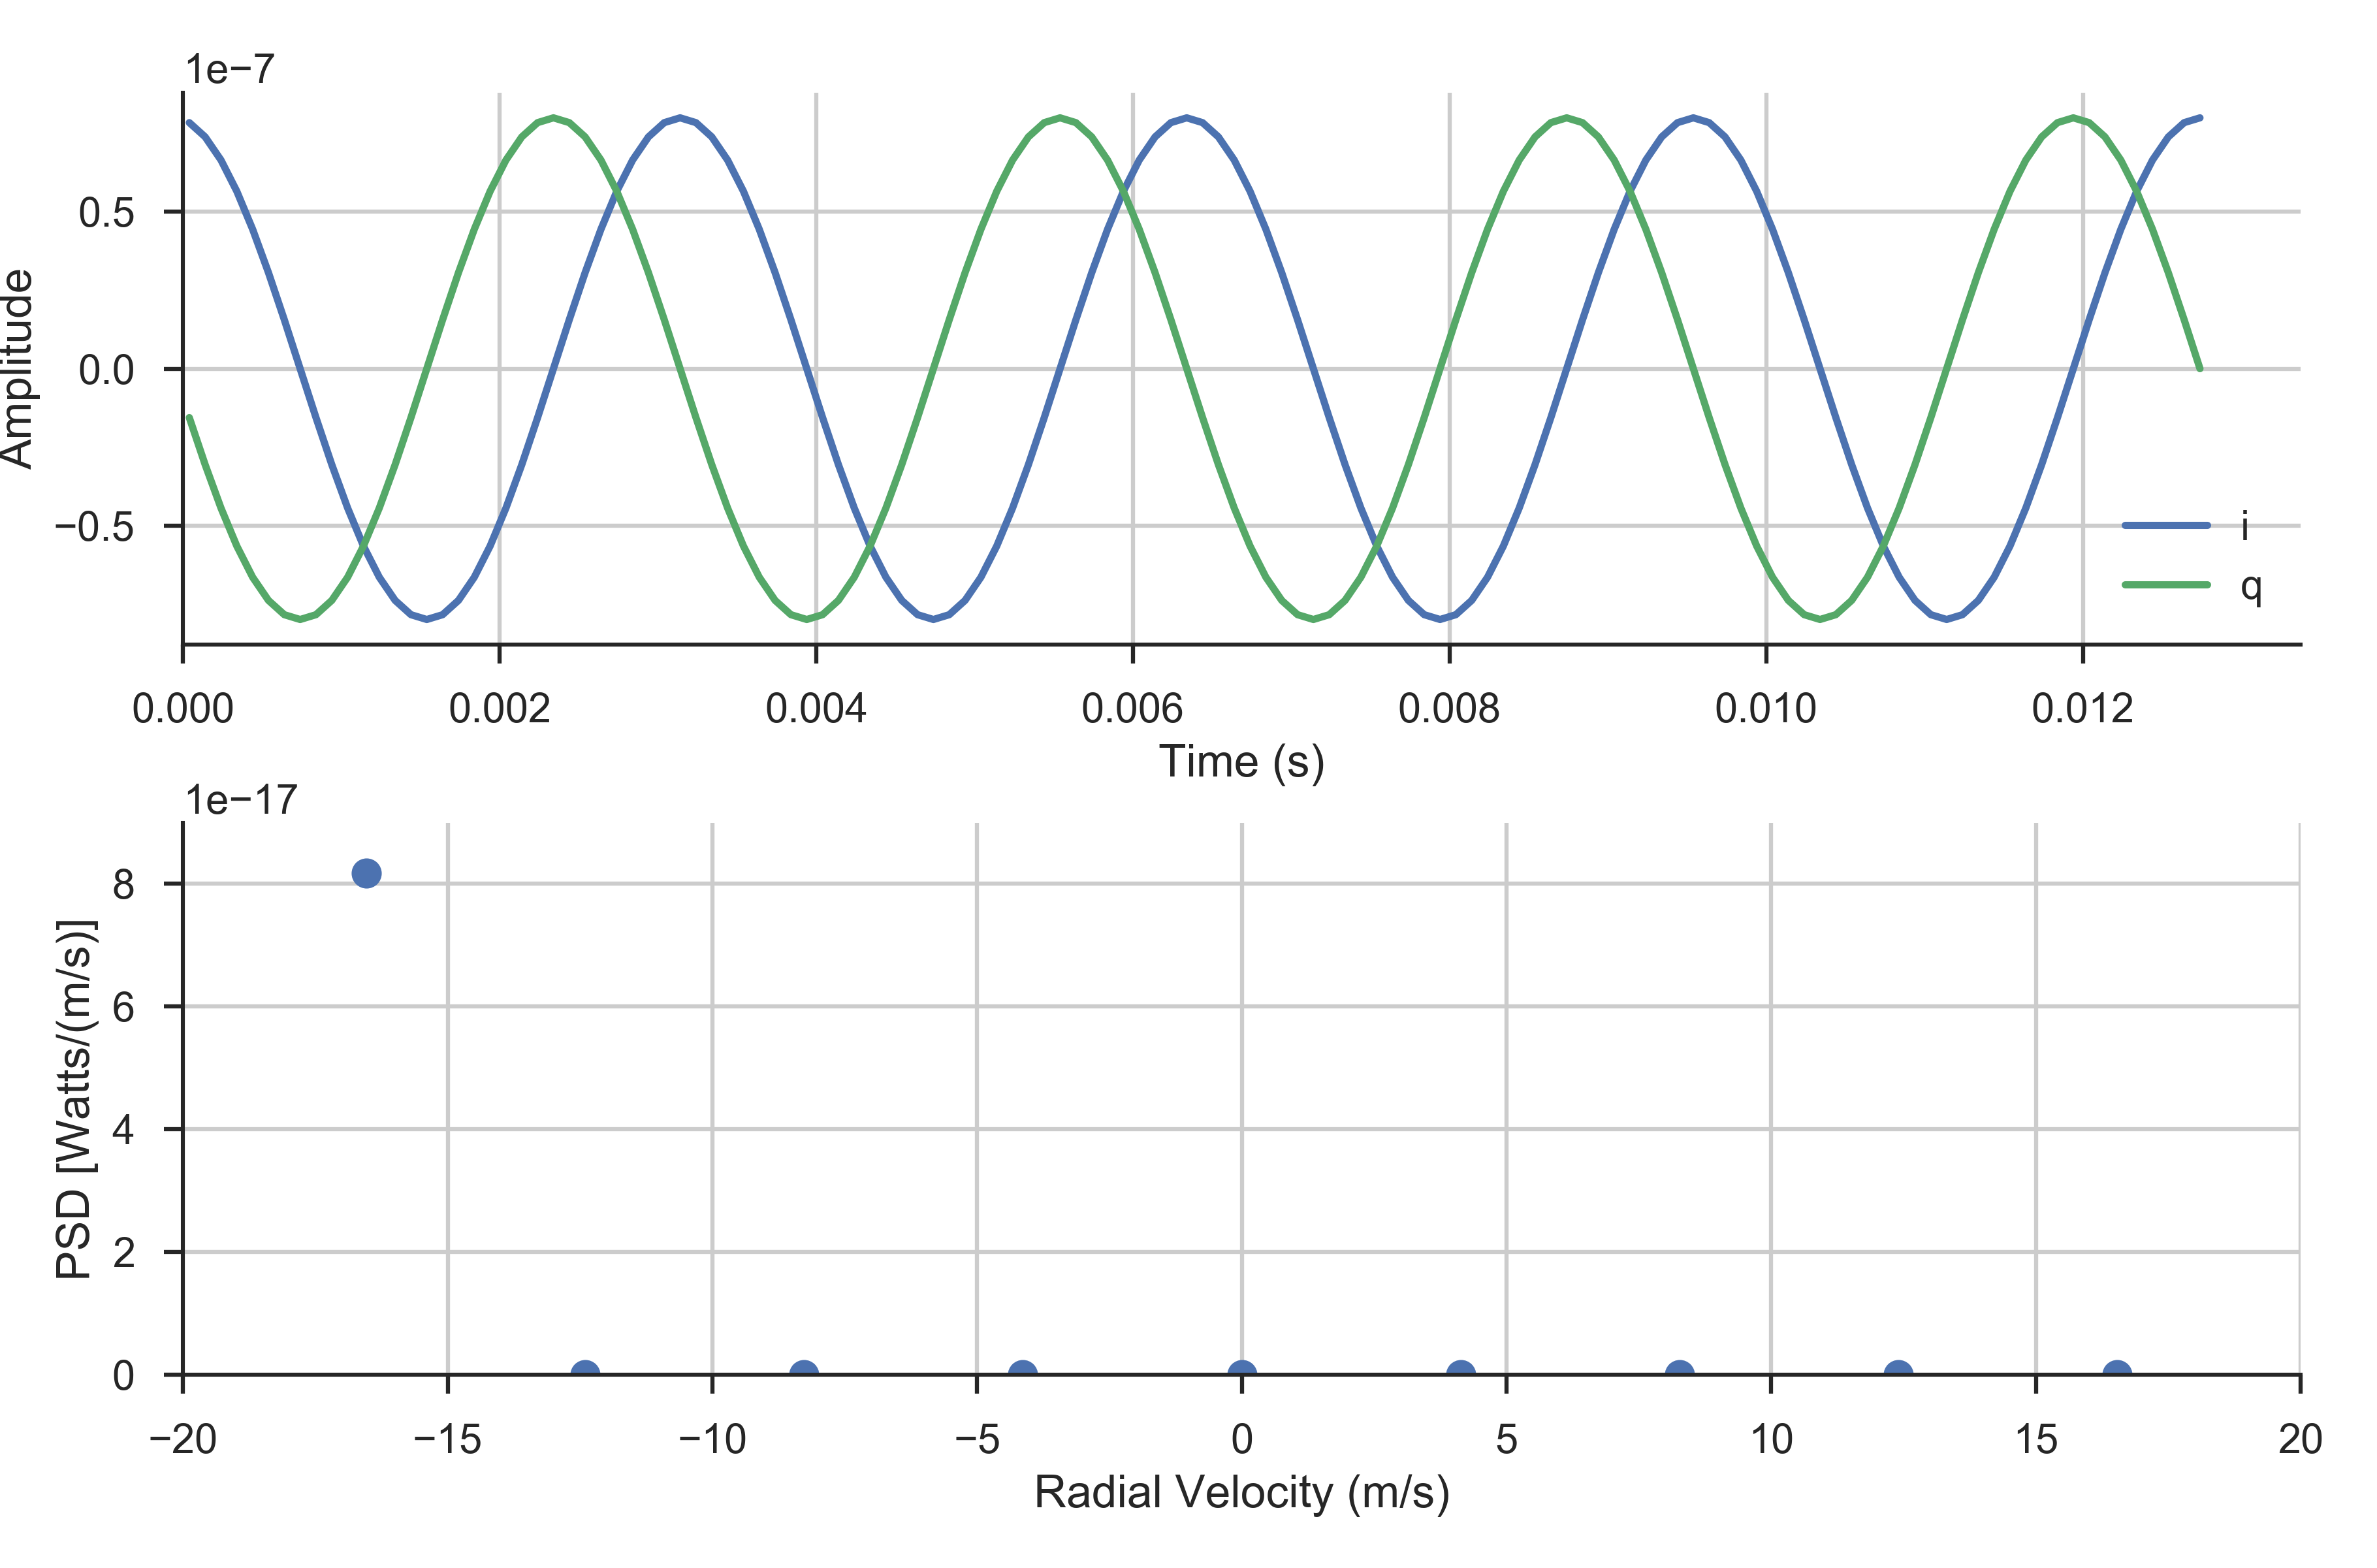 1e−7
Amplitude
0.5
0.0
−0.5
i
q
0.000 0.002 0.004 0.006 0.008 0.010 0.012
Time (s)
1e−17
PSD [Watts/(m/s)]
8
6
4
2
0
−20 −15 −10 −5 0 5 10 15 20
Radial Velocity (m/s)